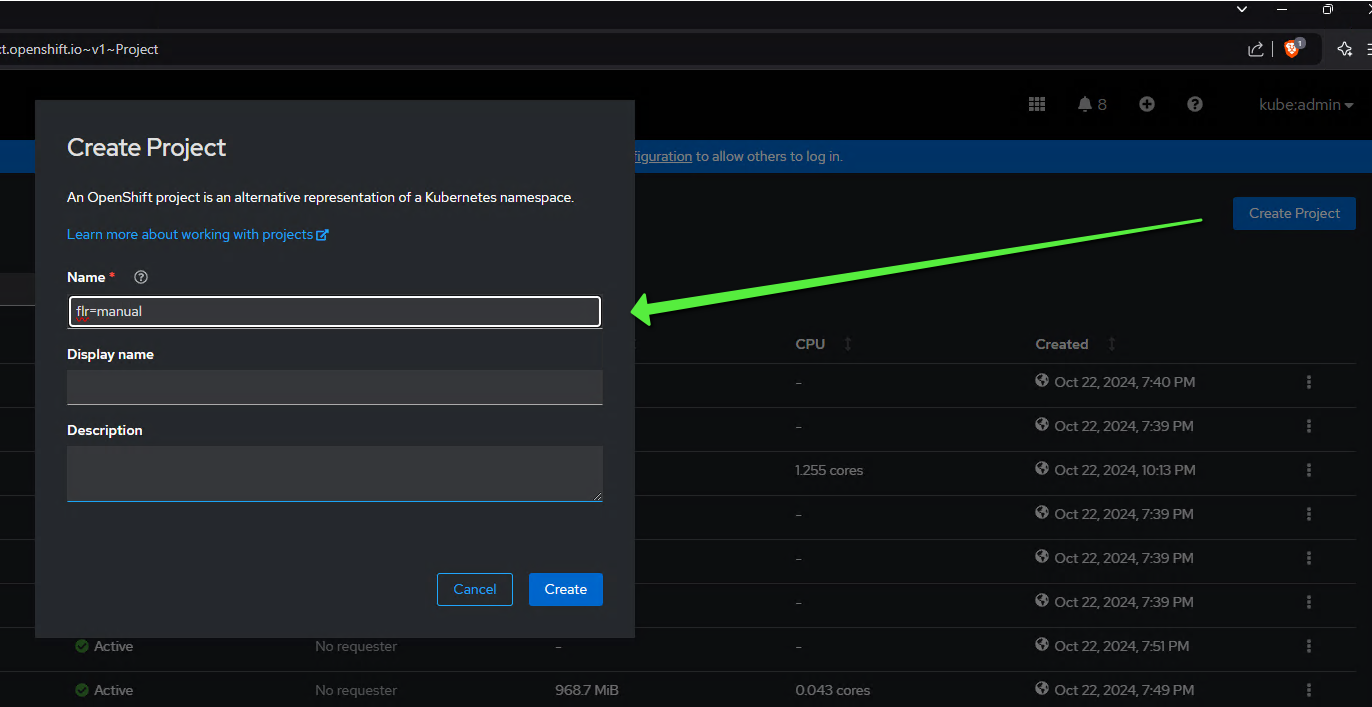 ct.openshift.io~v1~Project
1
8
kube:admin
Create Project
figuration to allow others to log in.
An OpenShift project is an alternative representation of a Kubernetes namespace.
Create Project
Learn more about working with projects
Name *
flr=manual
Display name
CPU
Created
- Oct 22, 2024, 7:40 PM
Description
- Oct 22, 2024, 7:39 PM
1.255 cores Oct 22, 2024, 10:13 PM
- Oct 22, 2024, 7:39 PM
- Oct 22, 2024, 7:39 PM
Cancel Create
- Oct 22, 2024, 7:39 PM
Active No requester - - Oct 22, 2024, 7:51 PM
Active No requester 968.7 MiB 0.043 cores Oct 22, 2024, 7:49 PM